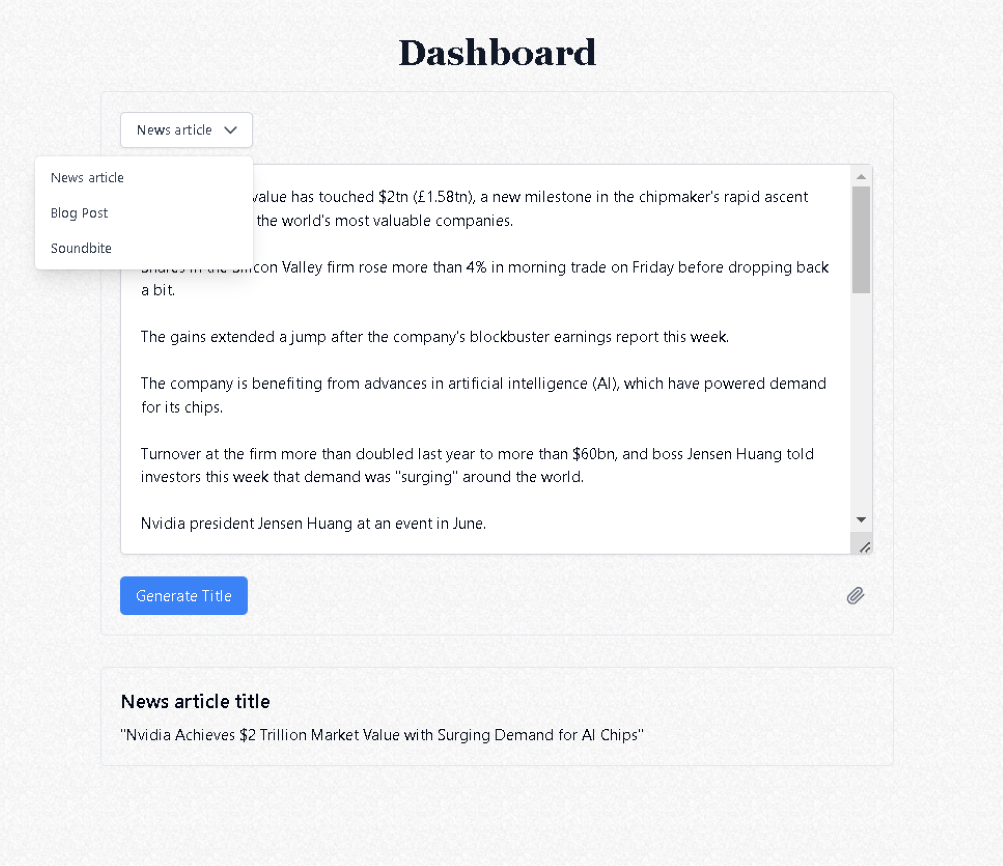 Dashboard
News article
News article
Blog Post
Soundbite
value has touched $2tn (£1.58tn), a new milestone in the chipmaker's rapid ascent
the world's most valuable companies.
Shares in the Silicon Valley firm rose more than 4% in morning trade on Friday before dropping back
a bit.
The gains extended a jump after the company's blockbuster earnings report this week.
The company is benefiting from advances in artificial intelligence (AI), which have powered demand
for its chips.
Turnover at the firm more than doubled last year to more than $60bn, and boss Jensen Huang told
investors this week that demand was "surging" around the world.
Nvidia president Jensen Huang at an event in June.
Generate Title
News article title
"Nvidia Achieves $2 Trillion Market Value with Surging Demand for AI Chips"